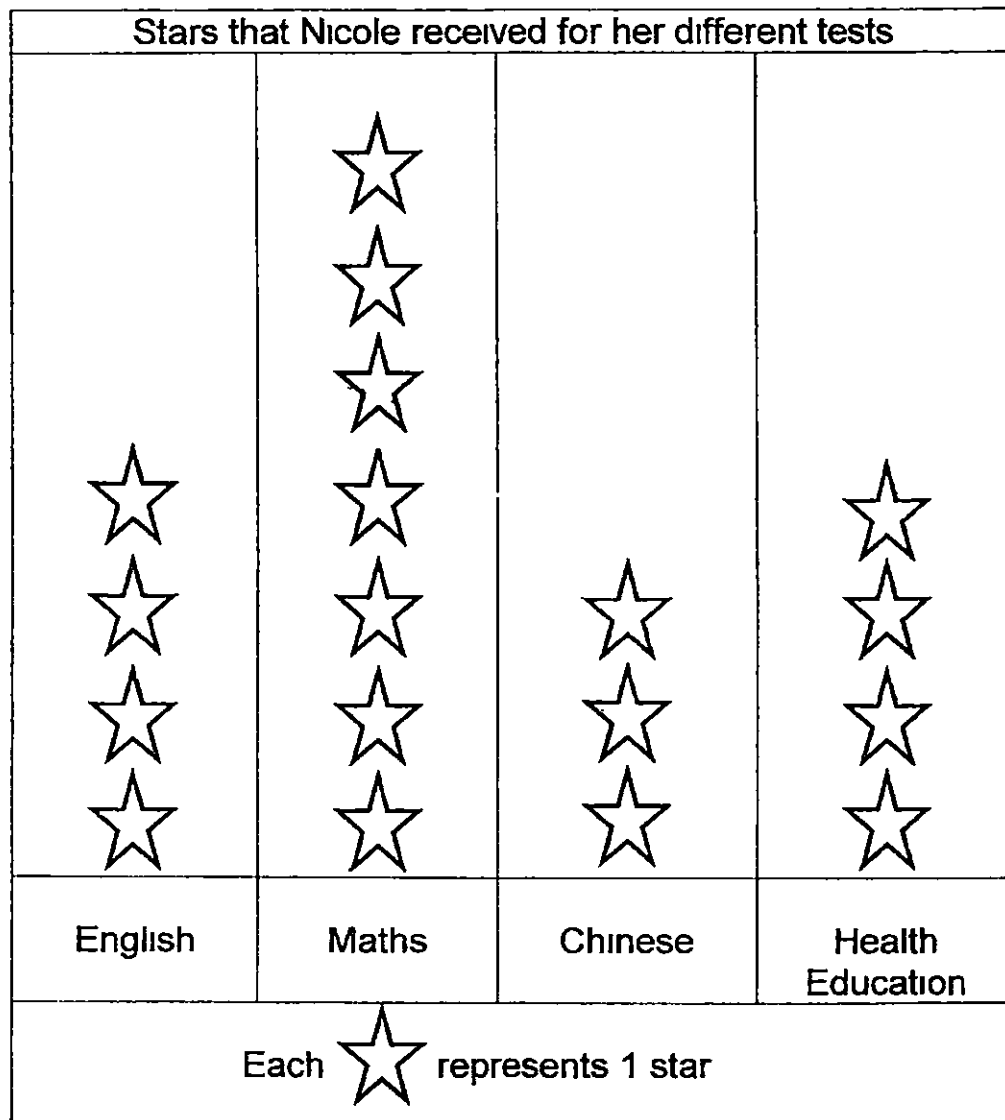 Stars that Nicole received for her different tests
English
Maths
Chinese
Health
Education
Each represents 1 star